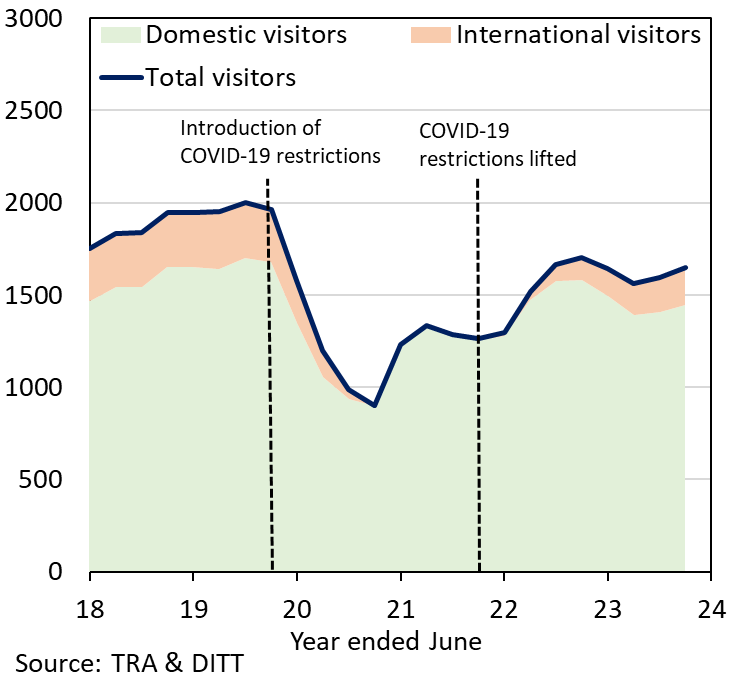 3000
2500
2000
1500
1000
500
0
Domestic visitors
International visitors
Total visitors
Introduction of
COVID-19 restrictions
COVID-19
restrictions lifted
18 19 20 21 22 23 24
Year ended June
Source: TRA & DITT